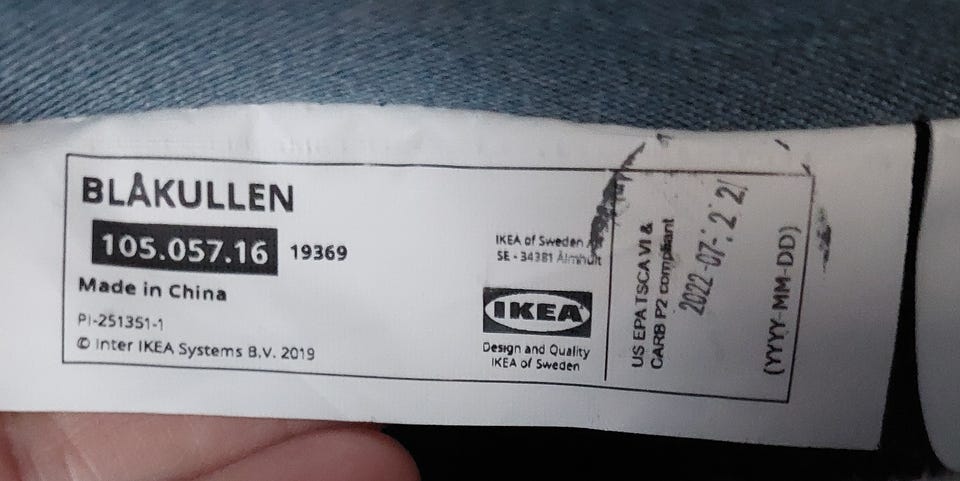 BLÅKULLEN
105.057.16 19369
Made in China
PI-251351-1
© Inter IKEA Systems B.V. 2019
IKEA of Sweden
SE - 34381 Älmhult
IKEA
Design and Quality
IKEA of Sweden
US EPA TSCA VI &
CARB P2 compliant
2022-07-22
(YYYY-MM-DD)